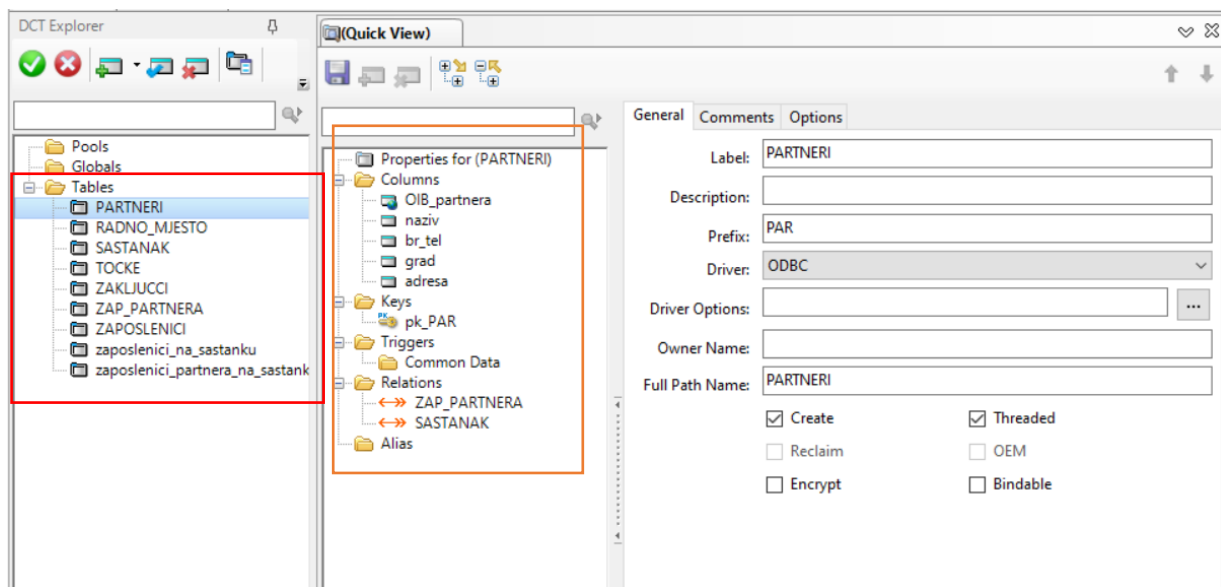 DCT Explorer
Pools
Globals
Tables
PARTNERI
RADNO_MJESTO
SASTANAK
TOCKE
ZAKLJUCCI
ZAP_PARTNERA
ZAPOSLENICI
zaposlenici_na_sastanku
zaposlenici_partnera_na_sastank
(Quick View)
Properties for (PARTNERI)
Columns
OIB_partnera
naziv
br_tel
grad
adresa
Keys
pk_PAR
Triggers
Common Data
Relations
ZAP_PARTNERA
SASTANAK
Alias
General Comments Options
Label: PARTNERI
Description:
Prefix: PAR
Driver: ODBC
Driver Options: ...
Owner Name:
Full Path Name: PARTNERI
Create Threaded
Reclaim OEM
Encrypt Bindable